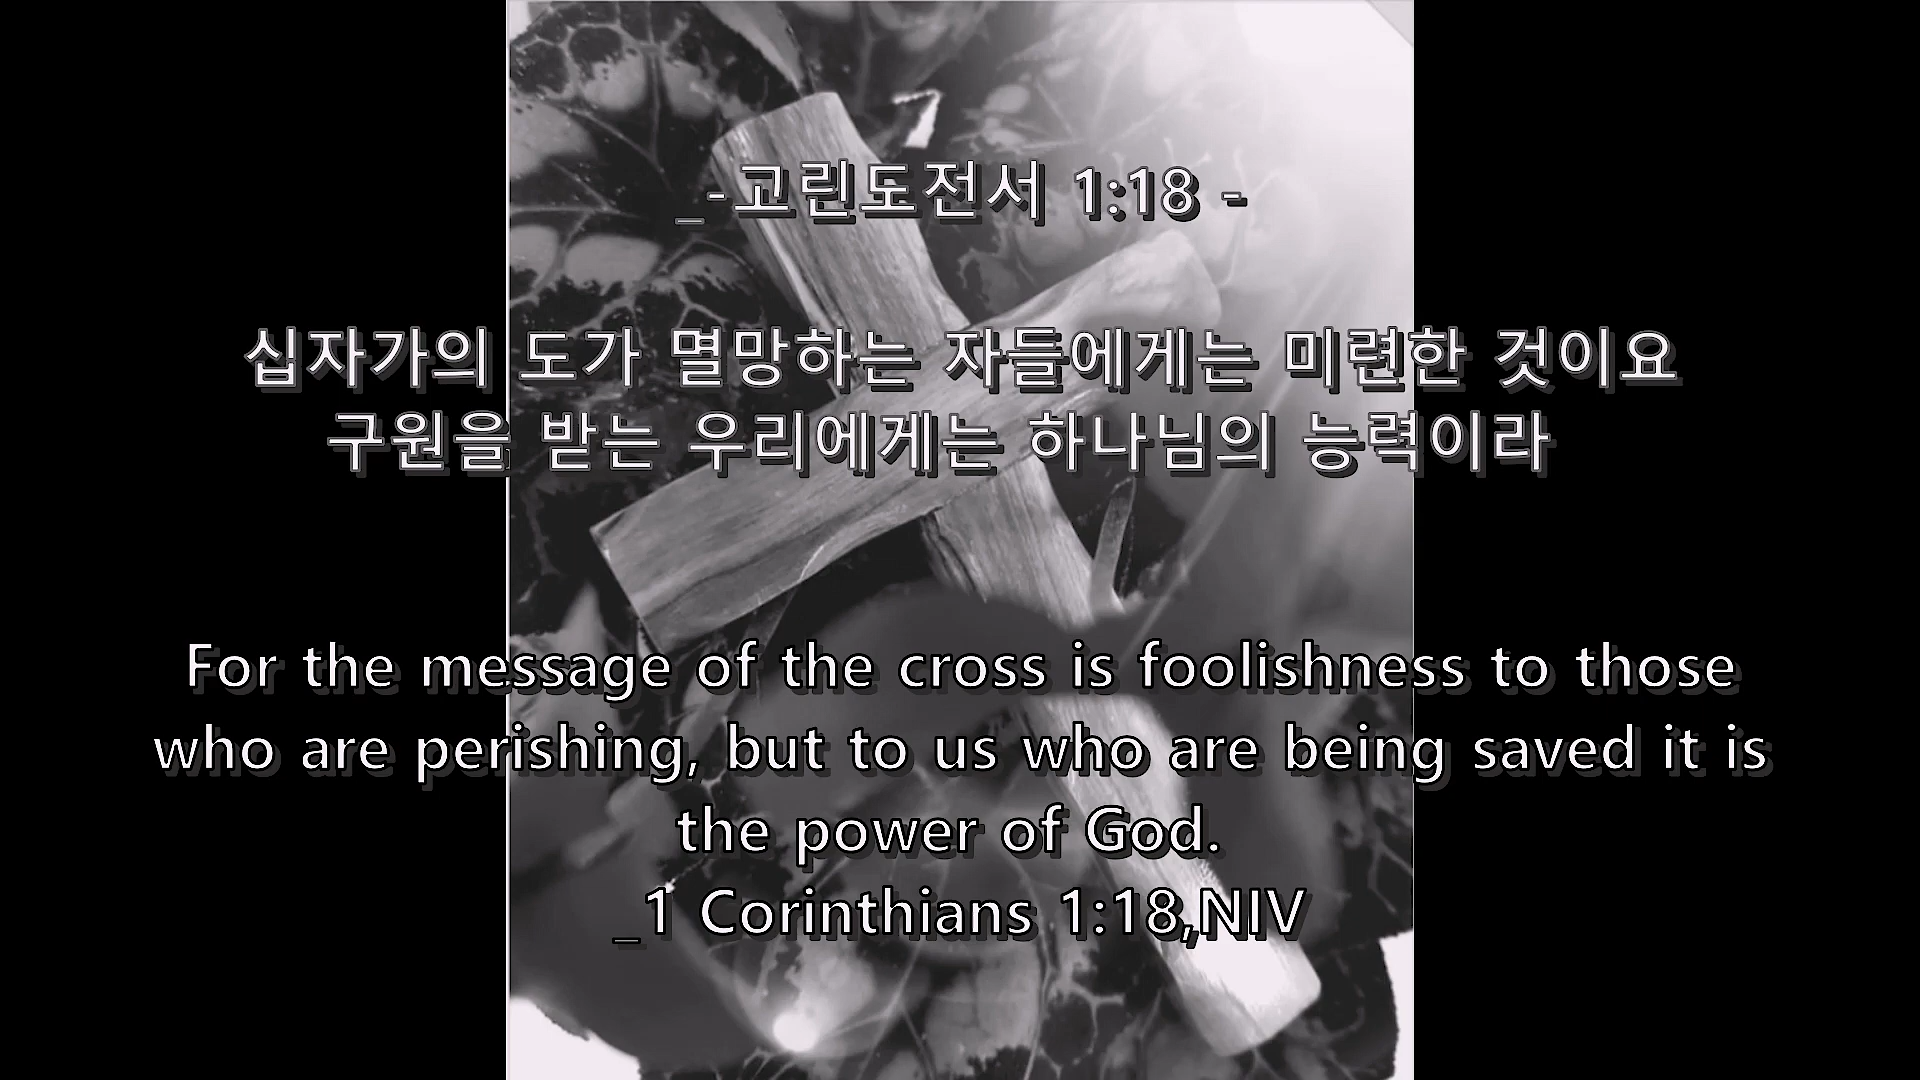 _-고린도전서 1:18 -
십자가의 도가 멸망하는 자들에게는 미련한 것이요
구원을 받는 우리에게는 하나님의 능력이라
For the message of the cross is foolishness to those
who are perishing, but to us who are being saved it is
the power of God.
_1 Corinthians 1:18,NIV